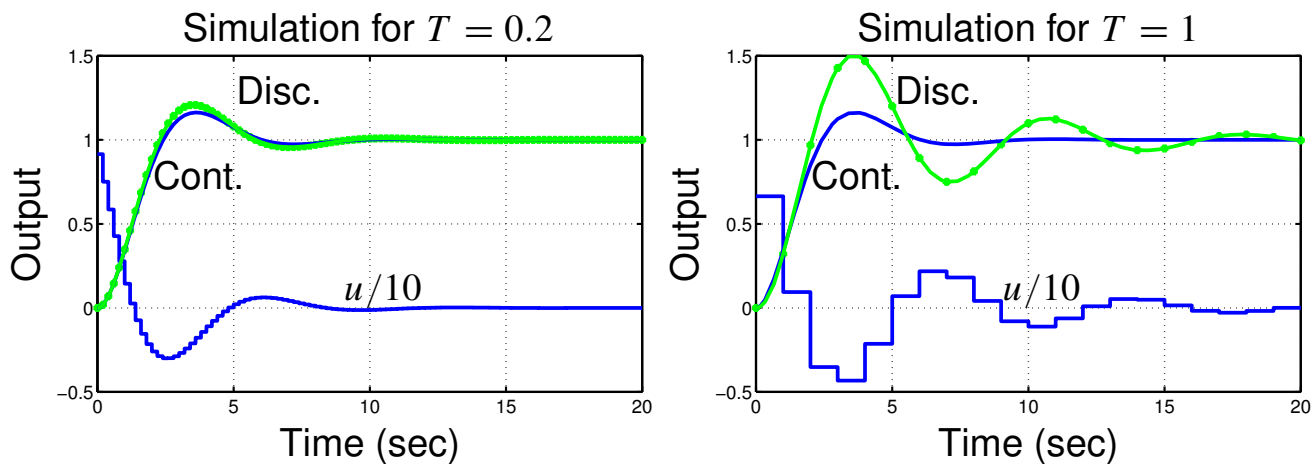 Simulation for T = 0.2
1.5
1
0.5
0
−0.5
Output
Disc.
Cont.
u/10
0
5
10
15
20
Time (sec)
Simulation for T = 1
1.5
1
0.5
0
−0.5
Output
Disc.
Cont.
u/10
0
5
10
15
20
Time (sec)